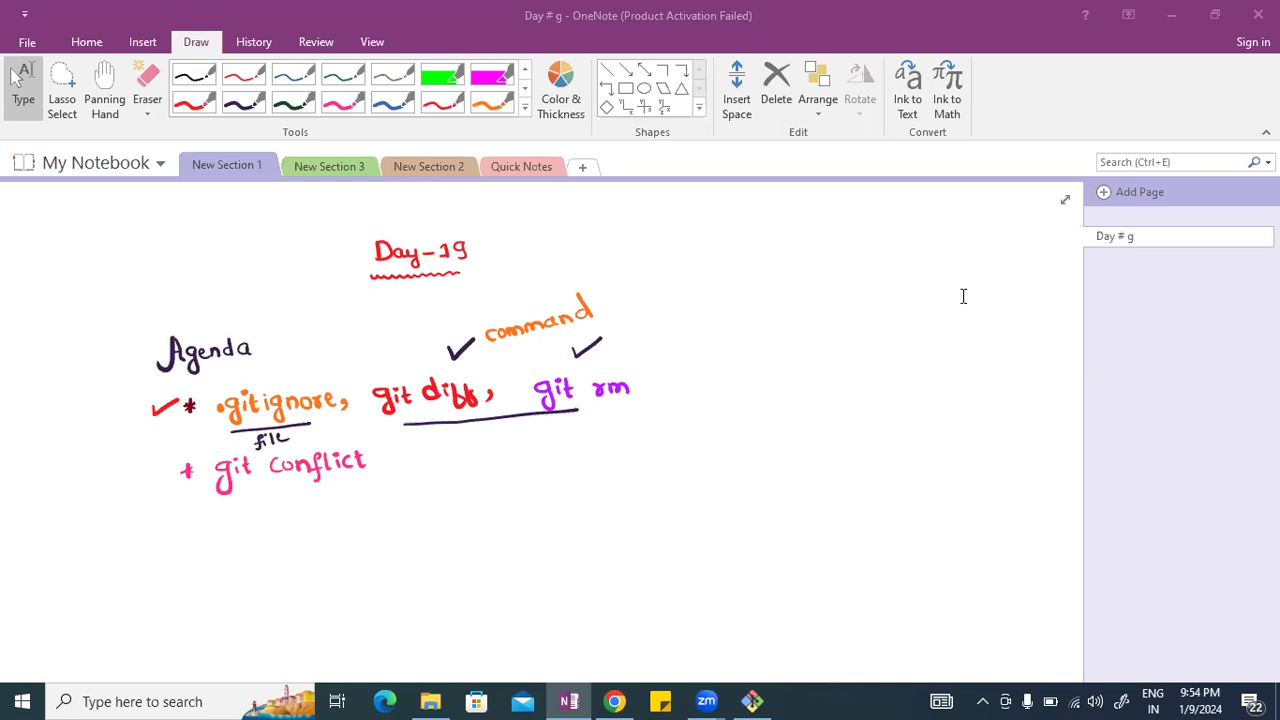 Day # g - OneNote (Product Activation Failed)
File Home Insert Draw History Review View Sign in
Type Lasso Select Panning Hand Eraser Color & Thickness Insert Space Delete Arrange Rotate Ink to Text Ink to Math
Tools Shapes Edit Convert
My Notebook New Section 1 New Section 3 New Section 2 Quick Notes Search (Ctrl+E)
Add Page
Day # g
Day-19
command
Agenda
* .gitignore, git diff, git rm
file
* git conflict
Type here to search
ENG 9:54 PM
IN 1/9/2024 22